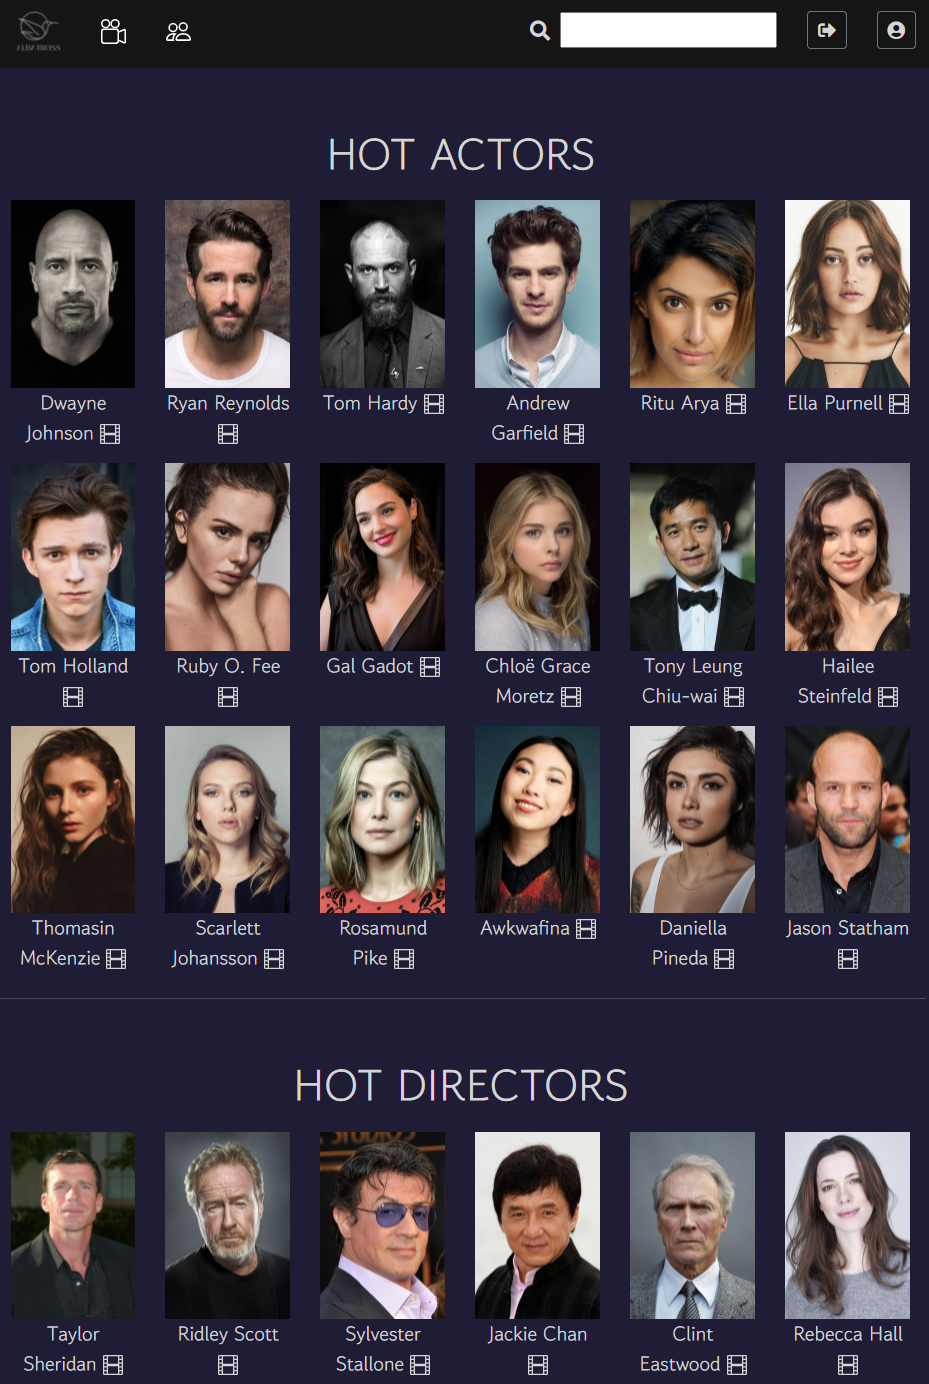 ALBATROSS
HOT ACTORS
Dwayne
Johnson
Ryan Reynolds
Tom Hardy
Andrew
Garfield
Ritu Arya
Ella Purnell
Tom Holland
Ruby O. Fee
Gal Gadot
Chloë Grace
Moretz
Tony Leung
Chiu-wai
Hailee
Steinfeld
Thomasin
McKenzie
Scarlett
Johansson
Rosamund
Pike
Awkwafina
Daniella
Pineda
Jason Statham
HOT DIRECTORS
Taylor
Sheridan
Ridley Scott
Sylvester
Stallone
Jackie Chan
Clint
Eastwood
Rebecca Hall